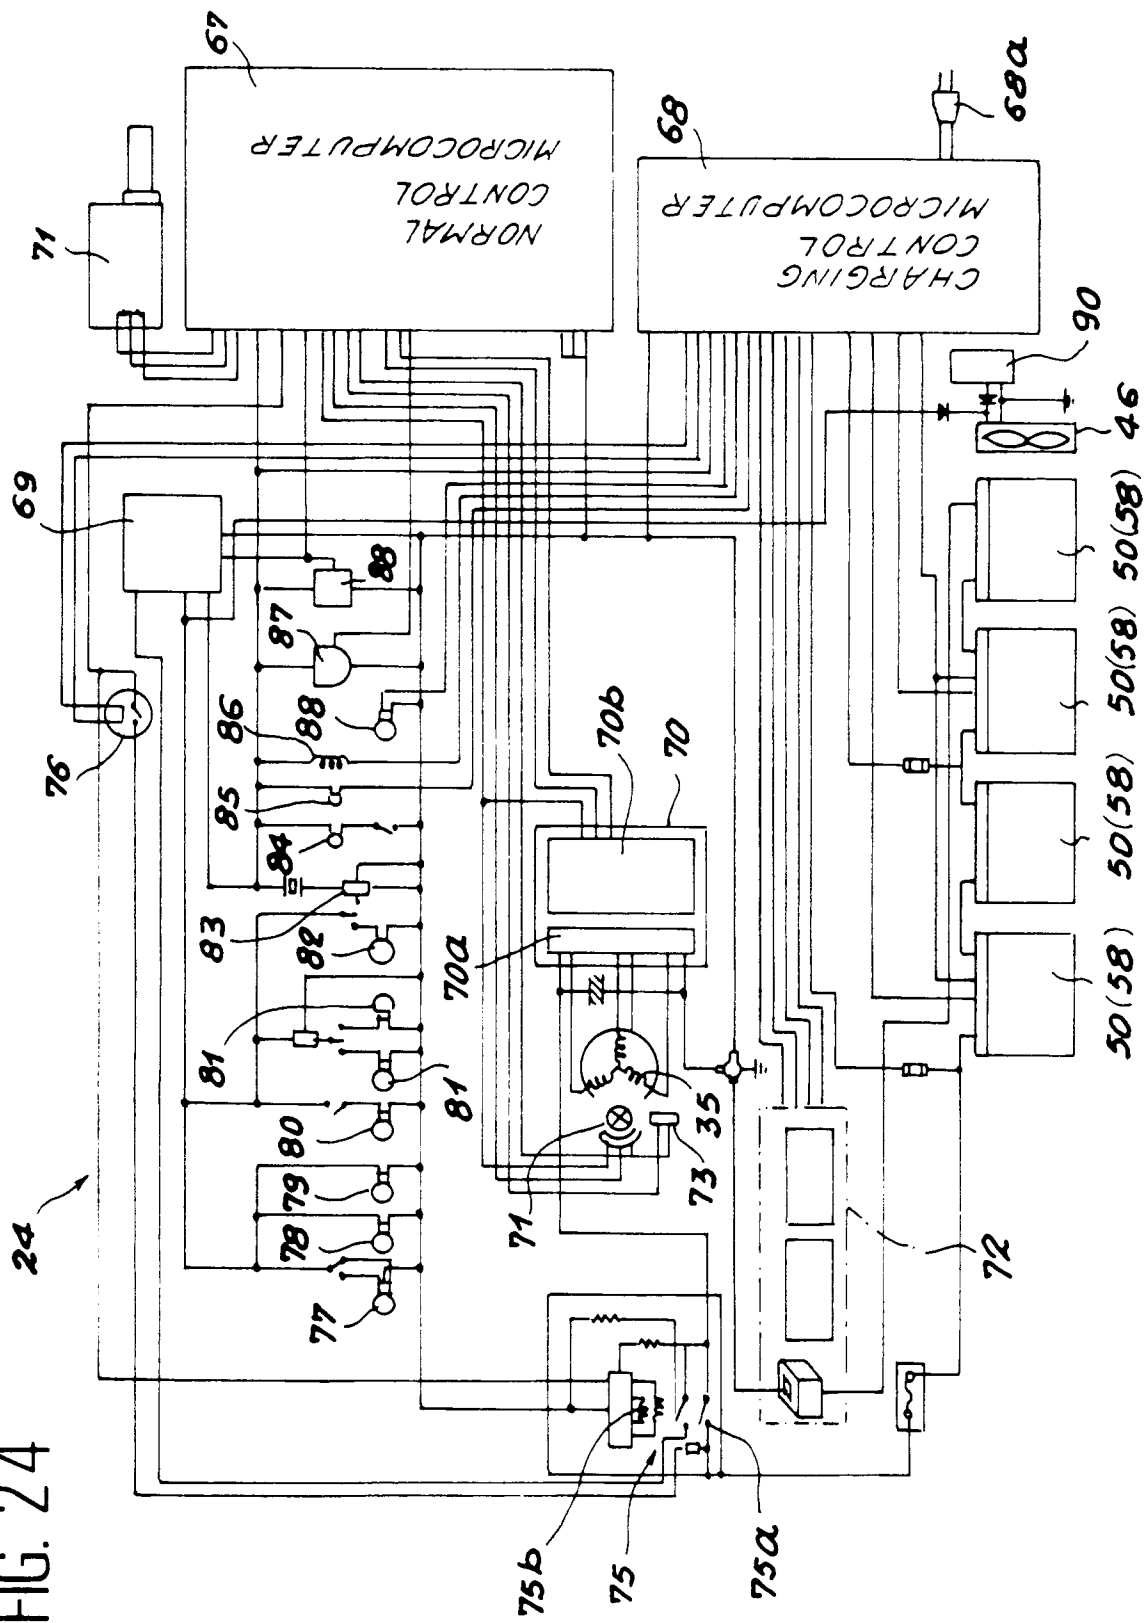 FIG. 24
24
76
69
71
67
NORMAL
CONTROL
MICROCOMPUTER
77
78
79
80
81
81
82
83
84
85
86
88
87
88
68
CHARGING
CONTROL
MICROCOMPUTER
68a
70a
70b
70
71
73
35
75b
75
75a
72
90
46
50(58)
50(58)
50(58)
50(58)